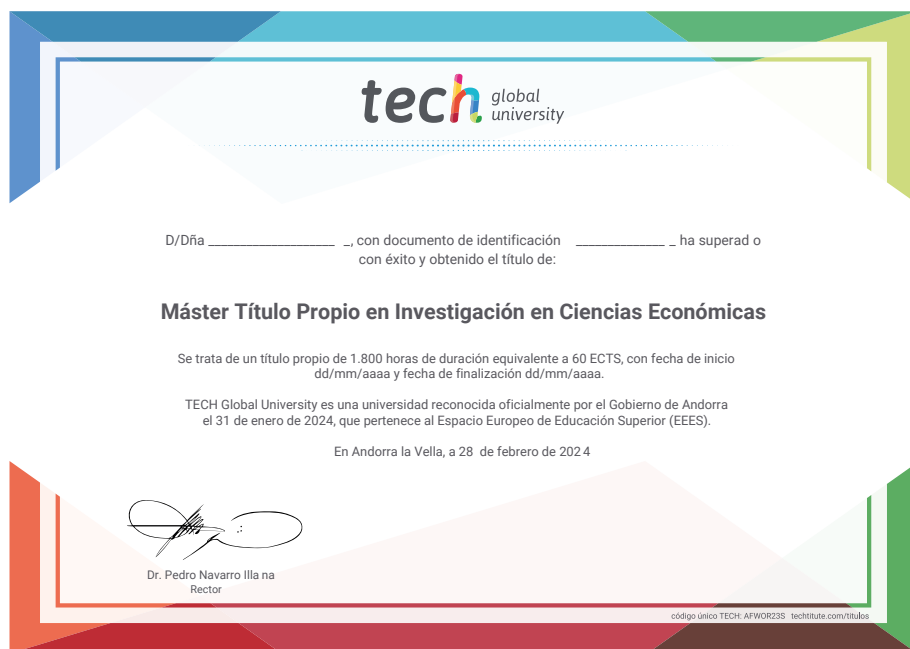 tech global university
D/Dña ____________________ _, con documento de identificación ______________ _ ha superad o
con éxito y obtenido el título de:
Máster Título Propio en Investigación en Ciencias Económicas
Se trata de un título propio de 1.800 horas de duración equivalente a 60 ECTS, con fecha de inicio
dd/mm/aaaa y fecha de finalización dd/mm/aaaa.
TECH Global University es una universidad reconocida oficialmente por el Gobierno de Andorra
el 31 de enero de 2024, que pertenece al Espacio Europeo de Educación Superior (EEES).
En Andorra la Vella, a 28 de febrero de 2024
Dr. Pedro Navarro Illa na
Rector
código único TECH: AFWOR23S techtitute.com/titulos